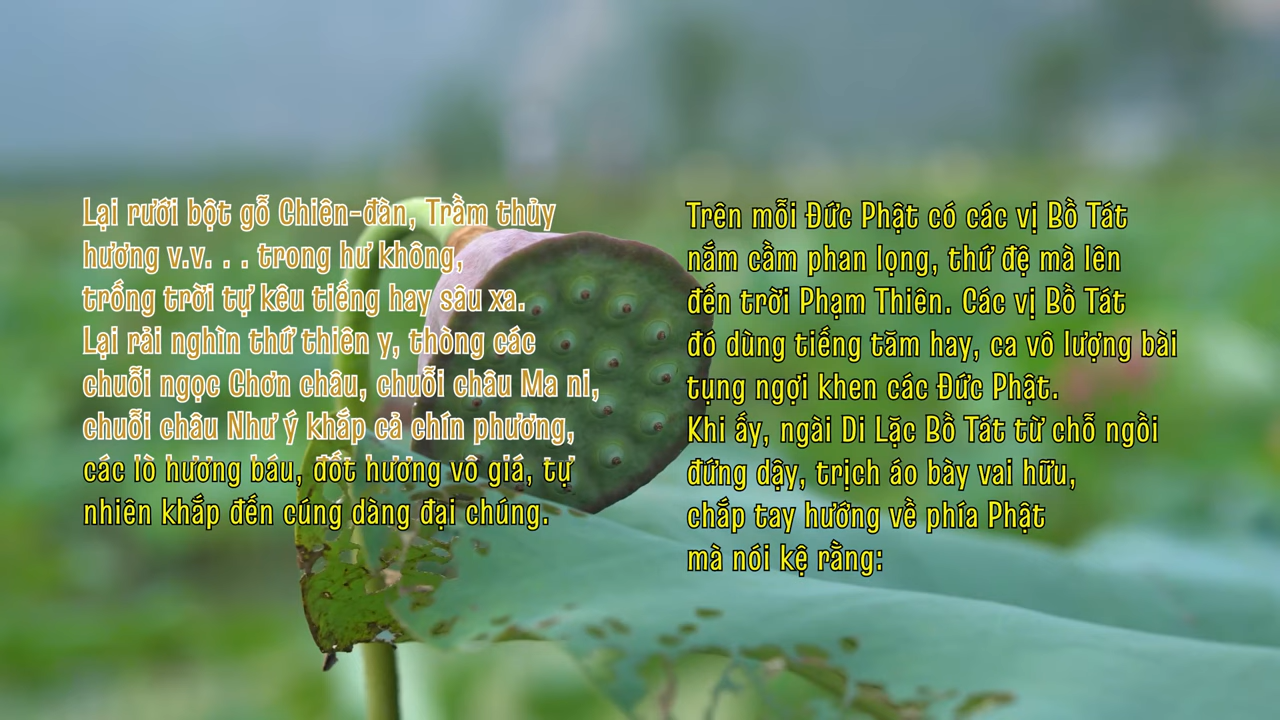 Lại rưới bột gỗ Chiên-đàn, Trầm thủy
hương v.v. . . trong hư không,
trống trời tự kêu tiếng hay sâu xa.
Lại rải nghìn thứ thiên y, thòng các
chuỗi ngọc Chơn châu, chuỗi châu Ma ni,
chuỗi châu Như ý khắp cả chín phương,
các lò hương báu, đốt hương vô giá, tự
nhiên khắp đến cúng dàng đại chúng.
Trên mỗi Đức Phật có các vị Bồ Tát
nắm cầm phan lọng, thứ đệ mà lên
đến trời Phạm Thiên. Các vị Bồ Tát
đó dùng tiếng tăm hay, ca vô lượng bài
tụng ngợi khen các Đức Phật.
Khi ấy, ngài Di Lặc Bồ Tát từ chỗ ngồi
đứng dậy, trịch áo bày vai hữu,
chắp tay hướng về phía Phật
mà nói kệ rằng: